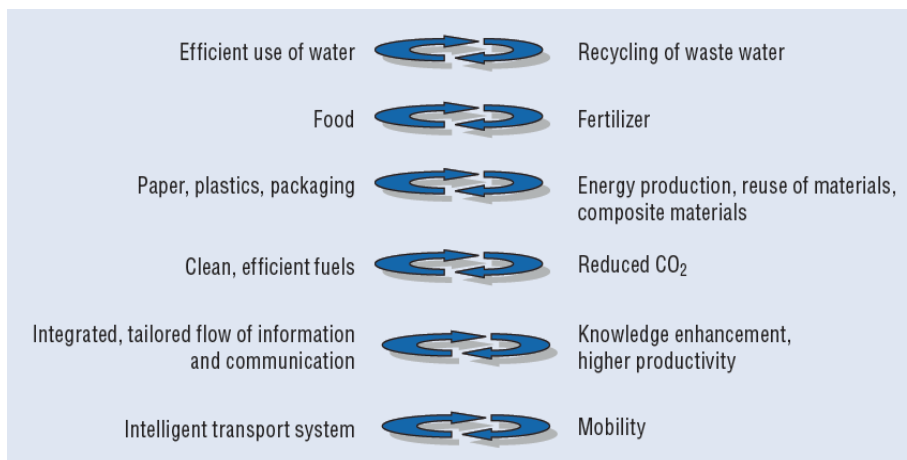 Efficient use of water
Recycling of waste water
Food
Fertilizer
Paper, plastics, packaging
Energy production, reuse of materials,
composite materials
Clean, efficient fuels
Reduced CO₂
Integrated, tailored flow of information
and communication
Knowledge enhancement,
higher productivity
Intelligent transport system
Mobility